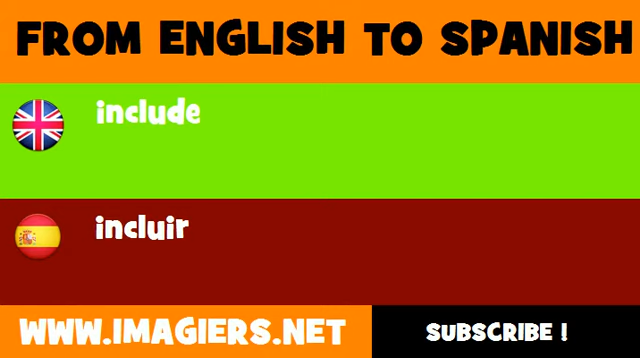 FROM ENGLISH TO SPANISH
include
incluir
WWW.IMAGIERS.NET
SUBSCRIBE !